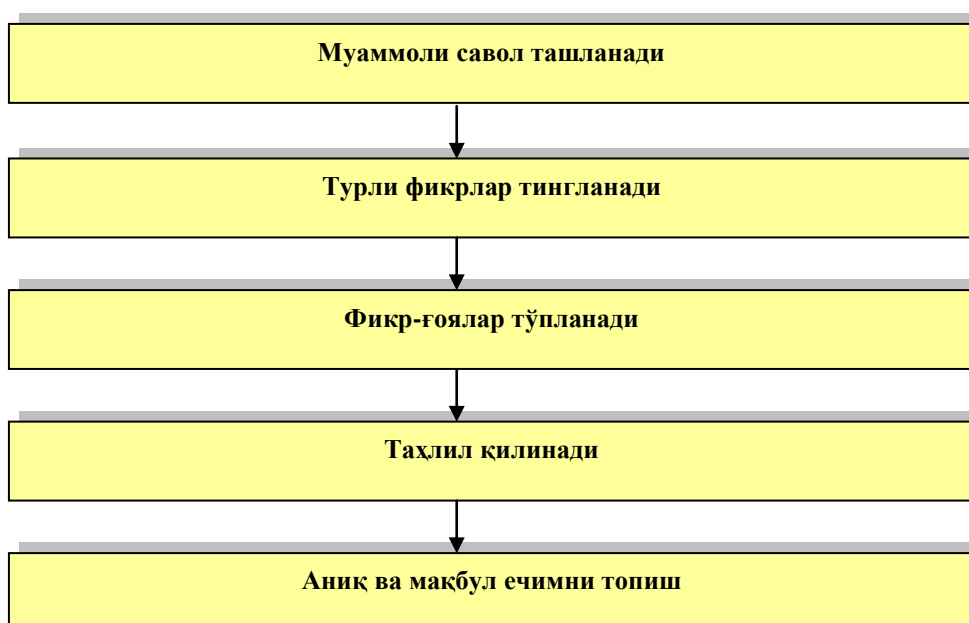 Муаммоли савол ташланади
Турли фикрлар тингланади
Фикр-ғоялар тўпланади
Таҳлил қилинади
Аниқ ва мақбул ечимни топиш